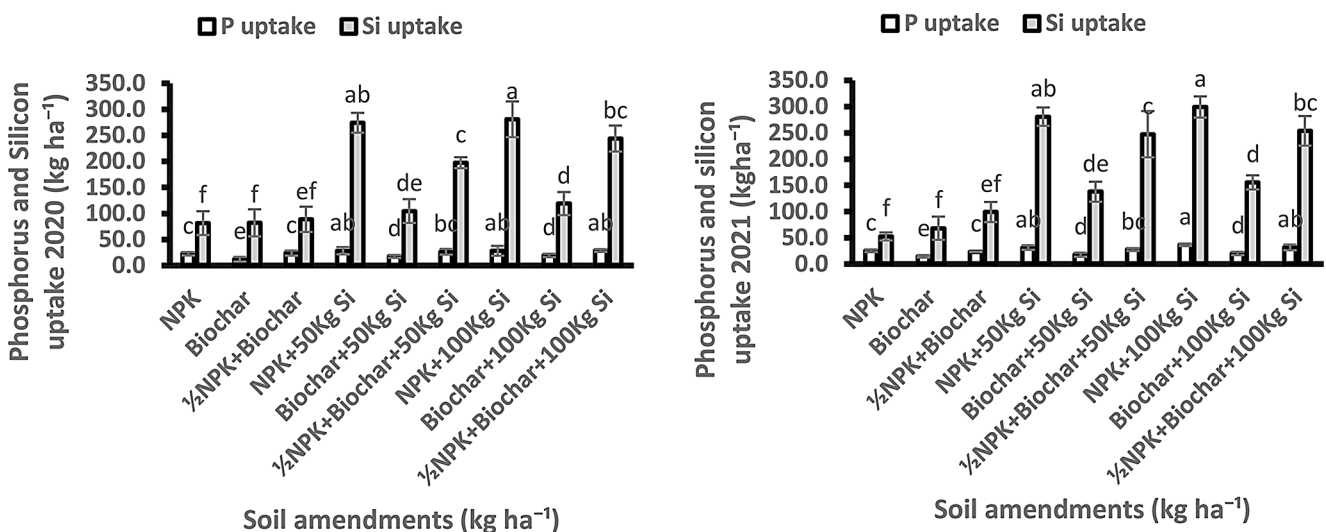 P uptake Si uptake
Phosphorus and Silicon
uptake 2020 (kg ha⁻¹)
350.0
300.0
250.0
200.0
150.0
100.0
50.0
0.0
c f e f c ef ab ab d de bc c ab a d d ab bc
NPK
Biochar
½NPK+Biochar
NPK+50Kg Si
Biochar+50Kg Si
½NPK+Biochar+50Kg Si
NPK+100Kg Si
Biochar+100Kg Si
½NPK+Biochar+100Kg Si
Soil amendments (kg ha⁻¹)
P uptake Si uptake
Phosphorus and silicon
uptake 2021 (kgha⁻¹)
350.0
300.0
250.0
200.0
150.0
100.0
50.0
0.0
c f e f c ef ab ab d de bc c a a d d ab bc
NPK
Biochar
½NPK+Biochar
NPK+50Kg Si
Biochar+50Kg Si
½NPK+Biochar+50Kg Si
NPK+100Kg Si
Biochar+100Kg Si
½NPK+Biochar+100Kg Si
Soil amendments (kg ha⁻¹)